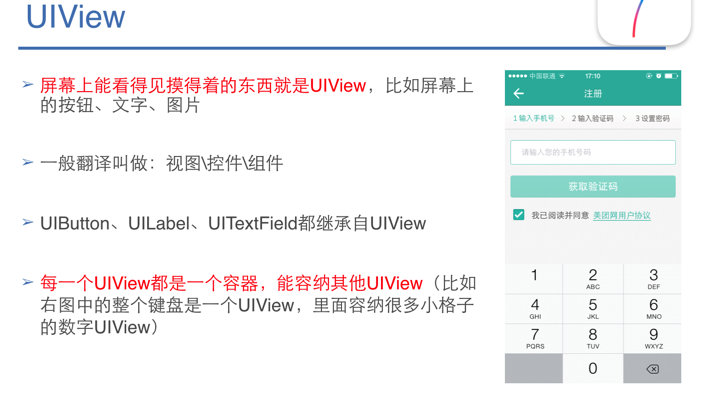 UIView
屏幕上能看得见摸得着的东西就是UIView，比如屏幕上
的按钮、文字、图片
一般翻译叫做：视图\控件\组件
UIButton、UILabel、UITextField都继承自UIView
每一个UIView都是一个容器，能容纳其他UIView（比如
右图中的整个键盘是一个UIView，里面容纳很多小格子
的数字UIView）
中国联通 17:10
注册
1 输入手机号 > 2 输入验证码 > 3 设置密码
请输入您的手机号码
获取验证码
我已阅读并同意 美团网用户协议
1 2 3
ABC DEF
4 5 6
GHI JKL MNO
7 8 9
PQRS TUV WXYZ
0